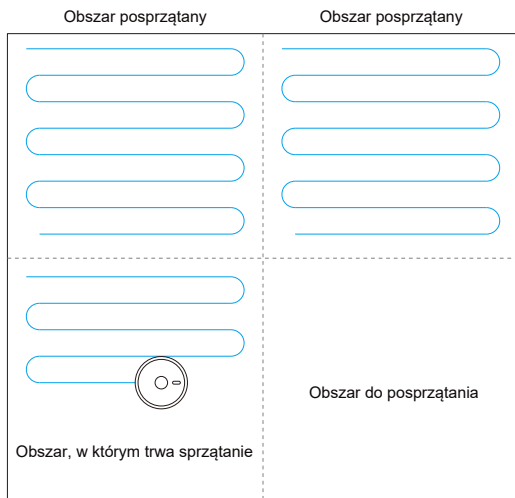 Obszar posprzątany
Obszar posprzątany
Obszar do posprzątania
Obszar, w którym trwa sprzątanie